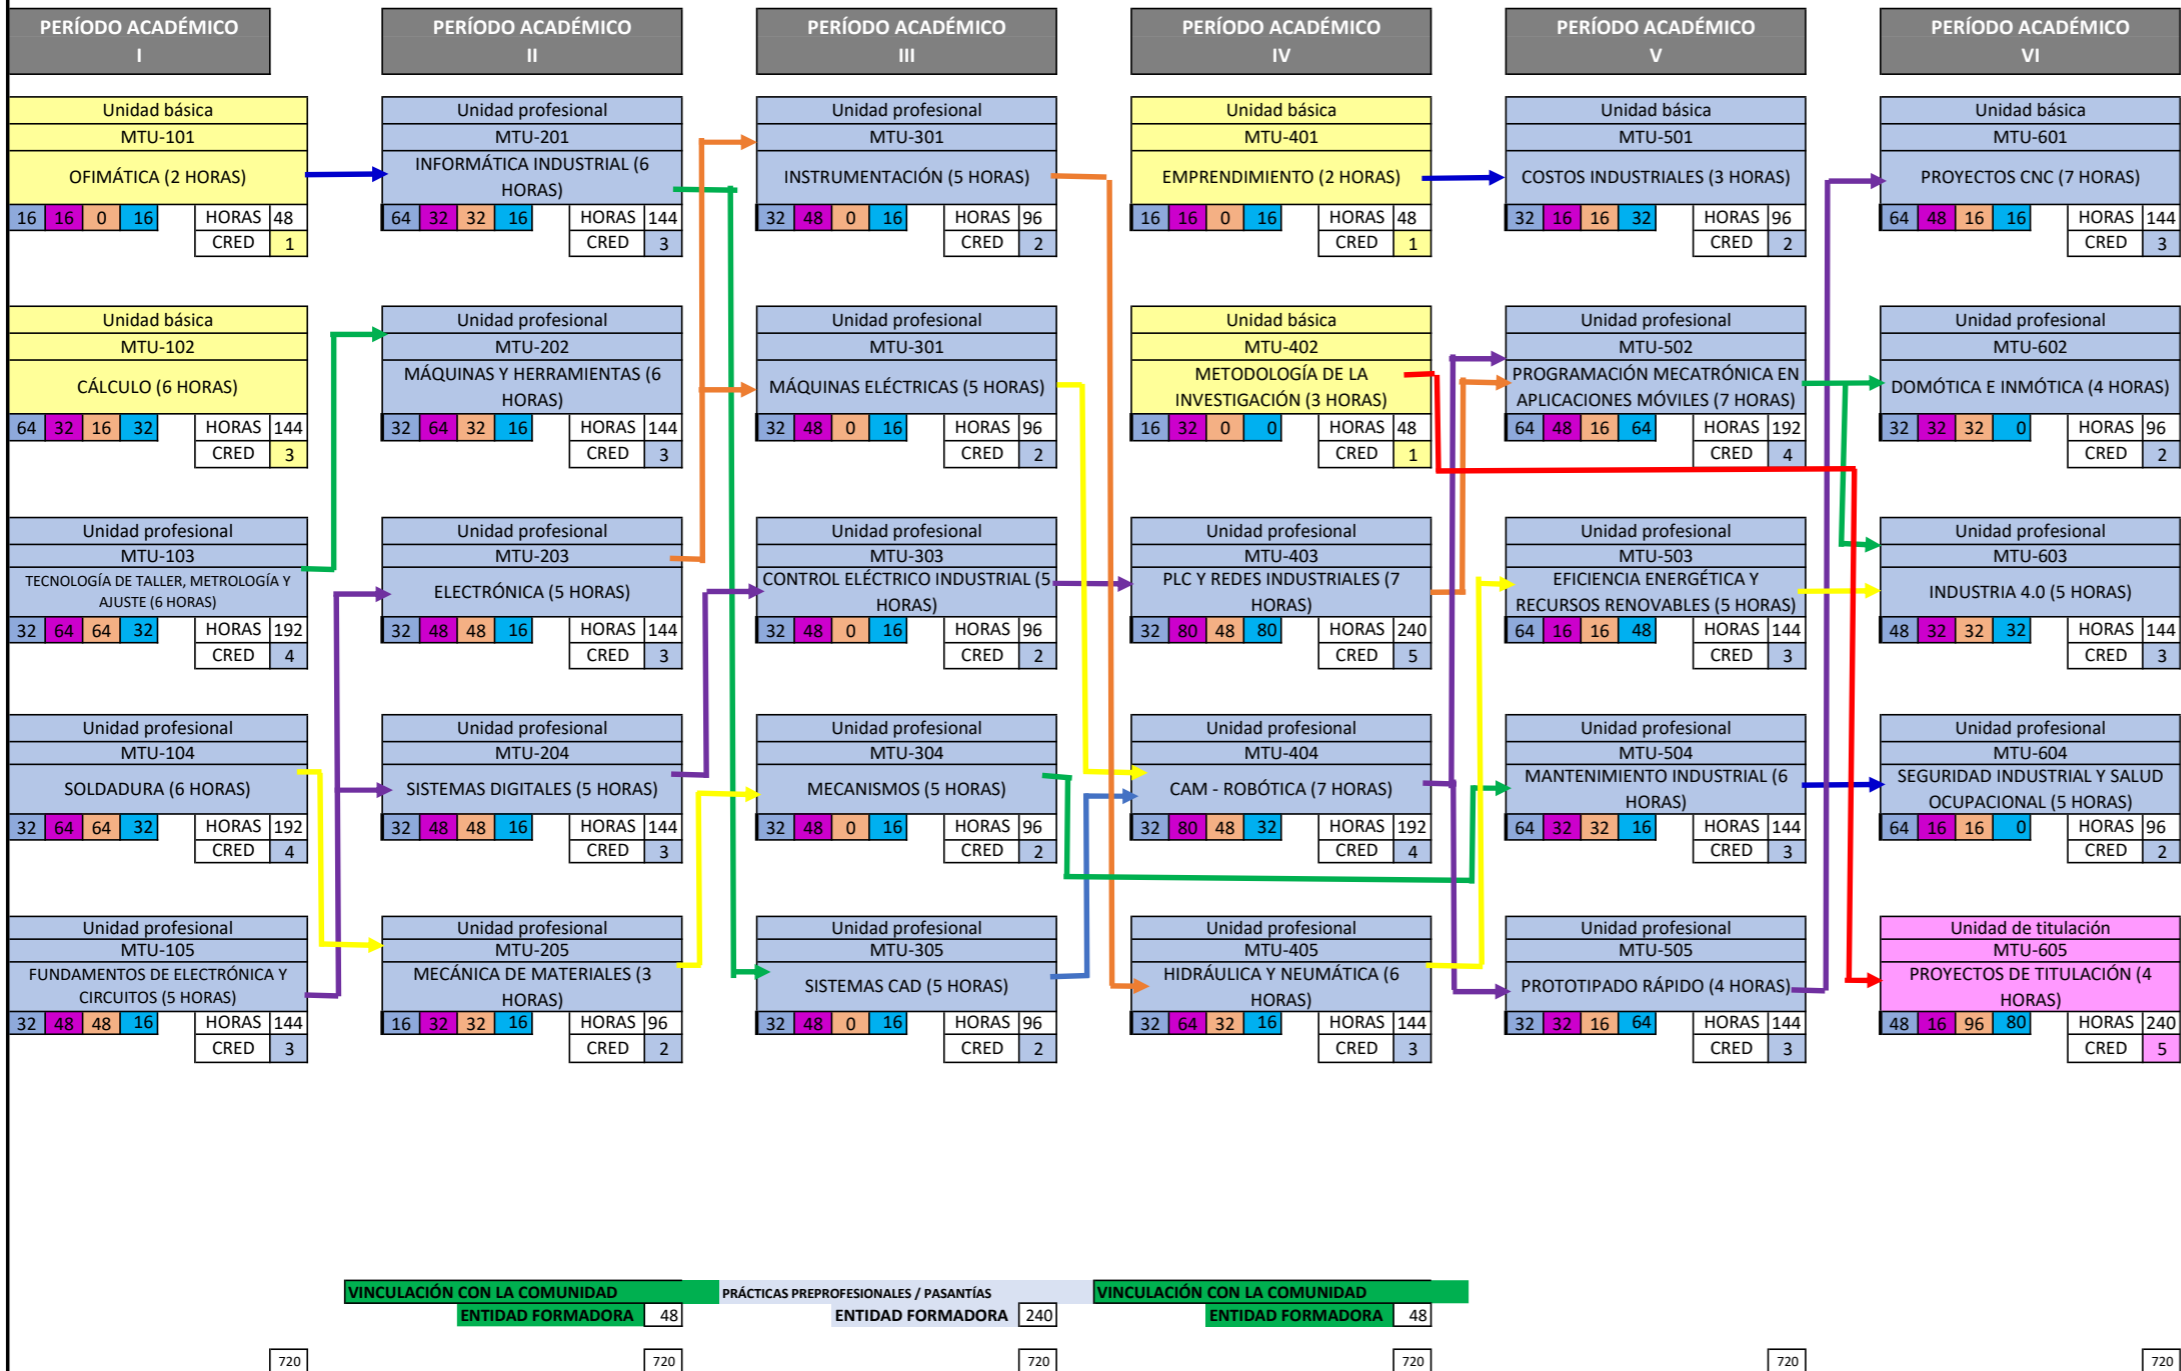 PERÍODO ACADÉMICO
I
PERÍODO ACADÉMICO
II
PERÍODO ACADÉMICO
III
PERÍODO ACADÉMICO
IV
PERÍODO ACADÉMICO
V
PERÍODO ACADÉMICO
VI
Unidad básica
MTU-101
OFIMÁTICA (2 HORAS)
16 16 0 16 HORAS 48
CRED 1
Unidad profesional
MTU-201
INFORMÁTICA INDUSTRIAL (6
HORAS)
64 32 32 16 HORAS 144
CRED 3
Unidad profesional
MTU-301
INSTRUMENTACIÓN (5 HORAS)
32 48 0 16 HORAS 96
CRED 2
Unidad básica
MTU-401
EMPRENDIMIENTO (2 HORAS)
16 16 0 16 HORAS 48
CRED 1
Unidad básica
MTU-501
COSTOS INDUSTRIALES (3 HORAS)
32 16 16 32 HORAS 96
CRED 2
Unidad básica
MTU-601
PROYECTOS CNC (7 HORAS)
64 48 16 16 HORAS 144
CRED 3
Unidad básica
MTU-102
CÁLCULO (6 HORAS)
64 32 16 32 HORAS 144
CRED 3
Unidad profesional
MTU-202
MÁQUINAS Y HERRAMIENTAS (6
HORAS)
32 64 32 16 HORAS 144
CRED 3
Unidad profesional
MTU-301
MÁQUINAS ELÉCTRICAS (5 HORAS)
32 48 0 16 HORAS 96
CRED 2
Unidad básica
MTU-402
METODOLOGÍA DE LA
INVESTIGACIÓN (3 HORAS)
16 32 0 0 HORAS 48
CRED 1
Unidad profesional
MTU-502
PROGRAMACIÓN MECATRÓNICA EN
APLICACIONES MÓVILES (7 HORAS)
64 48 16 64 HORAS 192
CRED 4
Unidad profesional
MTU-602
DOMÓTICA E INMÓTICA (4 HORAS)
32 32 32 0 HORAS 96
CRED 2
Unidad profesional
MTU-103
TECNOLOGÍA DE TALLER, METROLOGÍA Y
AJUSTE (6 HORAS)
32 64 64 32 HORAS 192
CRED 4
Unidad profesional
MTU-203
ELECTRÓNICA (5 HORAS)
32 48 48 16 HORAS 144
CRED 3
Unidad profesional
MTU-303
CONTROL ELÉCTRICO INDUSTRIAL (5
HORAS)
32 48 0 16 HORAS 96
CRED 2
Unidad profesional
MTU-403
PLC Y REDES INDUSTRIALES (7
HORAS)
32 80 48 80 HORAS 240
CRED 5
Unidad profesional
MTU-503
EFICIENCIA ENERGÉTICA Y
RECURSOS RENOVABLES (5 HORAS)
64 16 16 48 HORAS 144
CRED 3
Unidad profesional
MTU-603
INDUSTRIA 4.0 (5 HORAS)
48 32 32 32 HORAS 144
CRED 3
Unidad profesional
MTU-104
SOLDADURA (6 HORAS)
32 64 64 32 HORAS 192
CRED 4
Unidad profesional
MTU-204
SISTEMAS DIGITALES (5 HORAS)
32 48 48 16 HORAS 144
CRED 3
Unidad profesional
MTU-304
MECANISMOS (5 HORAS)
32 48 0 16 HORAS 96
CRED 2
Unidad profesional
MTU-404
CAM - ROBÓTICA (7 HORAS)
32 80 48 32 HORAS 192
CRED 4
Unidad profesional
MTU-504
MANTENIMIENTO INDUSTRIAL (6
HORAS)
64 32 32 16 HORAS 144
CRED 3
Unidad profesional
MTU-604
SEGURIDAD INDUSTRIAL Y SALUD
OCUPACIONAL (5 HORAS)
64 16 16 0 HORAS 96
CRED 2
Unidad profesional
MTU-105
FUNDAMENTOS DE ELECTRÓNICA Y
CIRCUITOS (5 HORAS)
32 48 48 16 HORAS 144
CRED 3
Unidad profesional
MTU-205
MECÁNICA DE MATERIALES (3
HORAS)
16 32 32 16 HORAS 96
CRED 2
Unidad profesional
MTU-305
SISTEMAS CAD (5 HORAS)
32 48 0 16 HORAS 96
CRED 2
Unidad profesional
MTU-405
HIDRÁULICA Y NEUMÁTICA (6
HORAS)
32 64 32 16 HORAS 144
CRED 3
Unidad profesional
MTU-505
PROTOTIPADO RÁPIDO (4 HORAS)
32 32 16 64 HORAS 144
CRED 3
Unidad de titulación
MTU-605
PROYECTOS DE TITULACIÓN (4
HORAS)
48 16 96 80 HORAS 240
CRED 5
VINCULACIÓN CON LA COMUNIDAD
ENTIDAD FORMADORA 48
PRÁCTICAS PREPROFESIONALES / PASANTÍAS
ENTIDAD FORMADORA 240
VINCULACIÓN CON LA COMUNIDAD
ENTIDAD FORMADORA 48
720 720 720 720 720 720